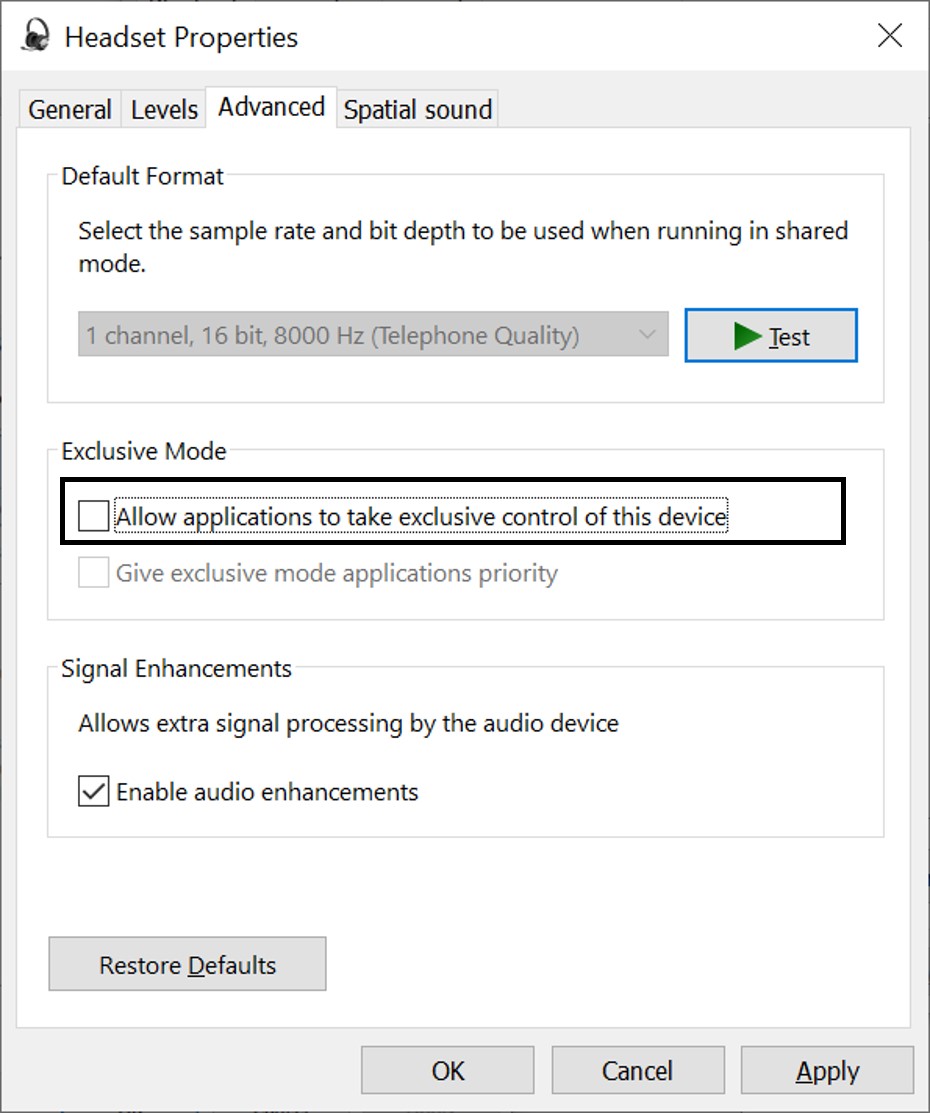 Headset Properties
General
Levels
Advanced
Spatial sound
Default Format
Select the sample rate and bit depth to be used when running in shared
mode.
1 channel, 16 bit, 8000 Hz (Telephone Quality)
Test
Exclusive Mode
Allow applications to take exclusive control of this device
Give exclusive mode applications priority
Signal Enhancements
Allows extra signal processing by the audio device
Enable audio enhancements
Restore Defaults
OK
Cancel
Apply